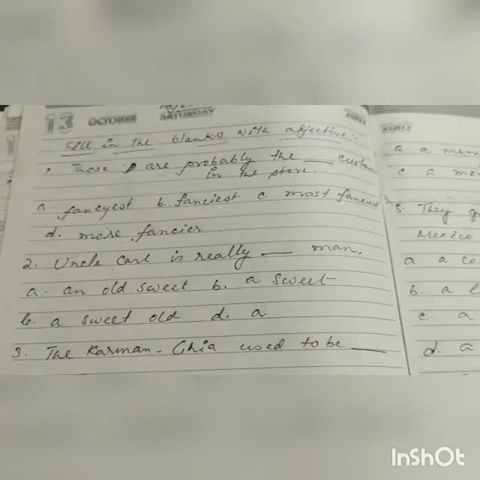 13 OCTOBER SATURDAY
Fill in the blanks with adjective :-
1. These are probably the ___ curtains
in the store.
a. fancyest b. fanciest c. most fanciest
d. more fancier
2. Uncle Carl is really ___ man.
a. an old sweet b. a sweet
c. a sweet old d. a
3. The Karman-Ghia used to be ___
a. a
c a
5 They
Mexico
a a co
b. a l
c. a
d. a
InShOt